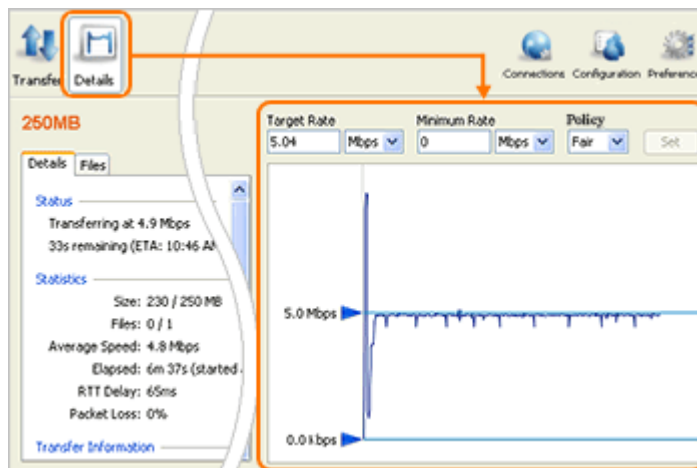 Transfer Details Connections Configuration Preference
250MB
Target Rate Minimum Rate Policy
5.04 Mbps 0 Mbps Fair Set
Details Files
Status
Transferring at 4.9 Mbps
33s remaining (ETA: 10:46 AM
Statistics
Size: 230 / 250 MB
Files: 0 / 1
Average Speed: 4.8 Mbps
Elapsed: 6m 37s (started
RTT Delay: 65ms
Packet Loss: 0%
Transfer Information
5.0 Mbps
0.0 kbps